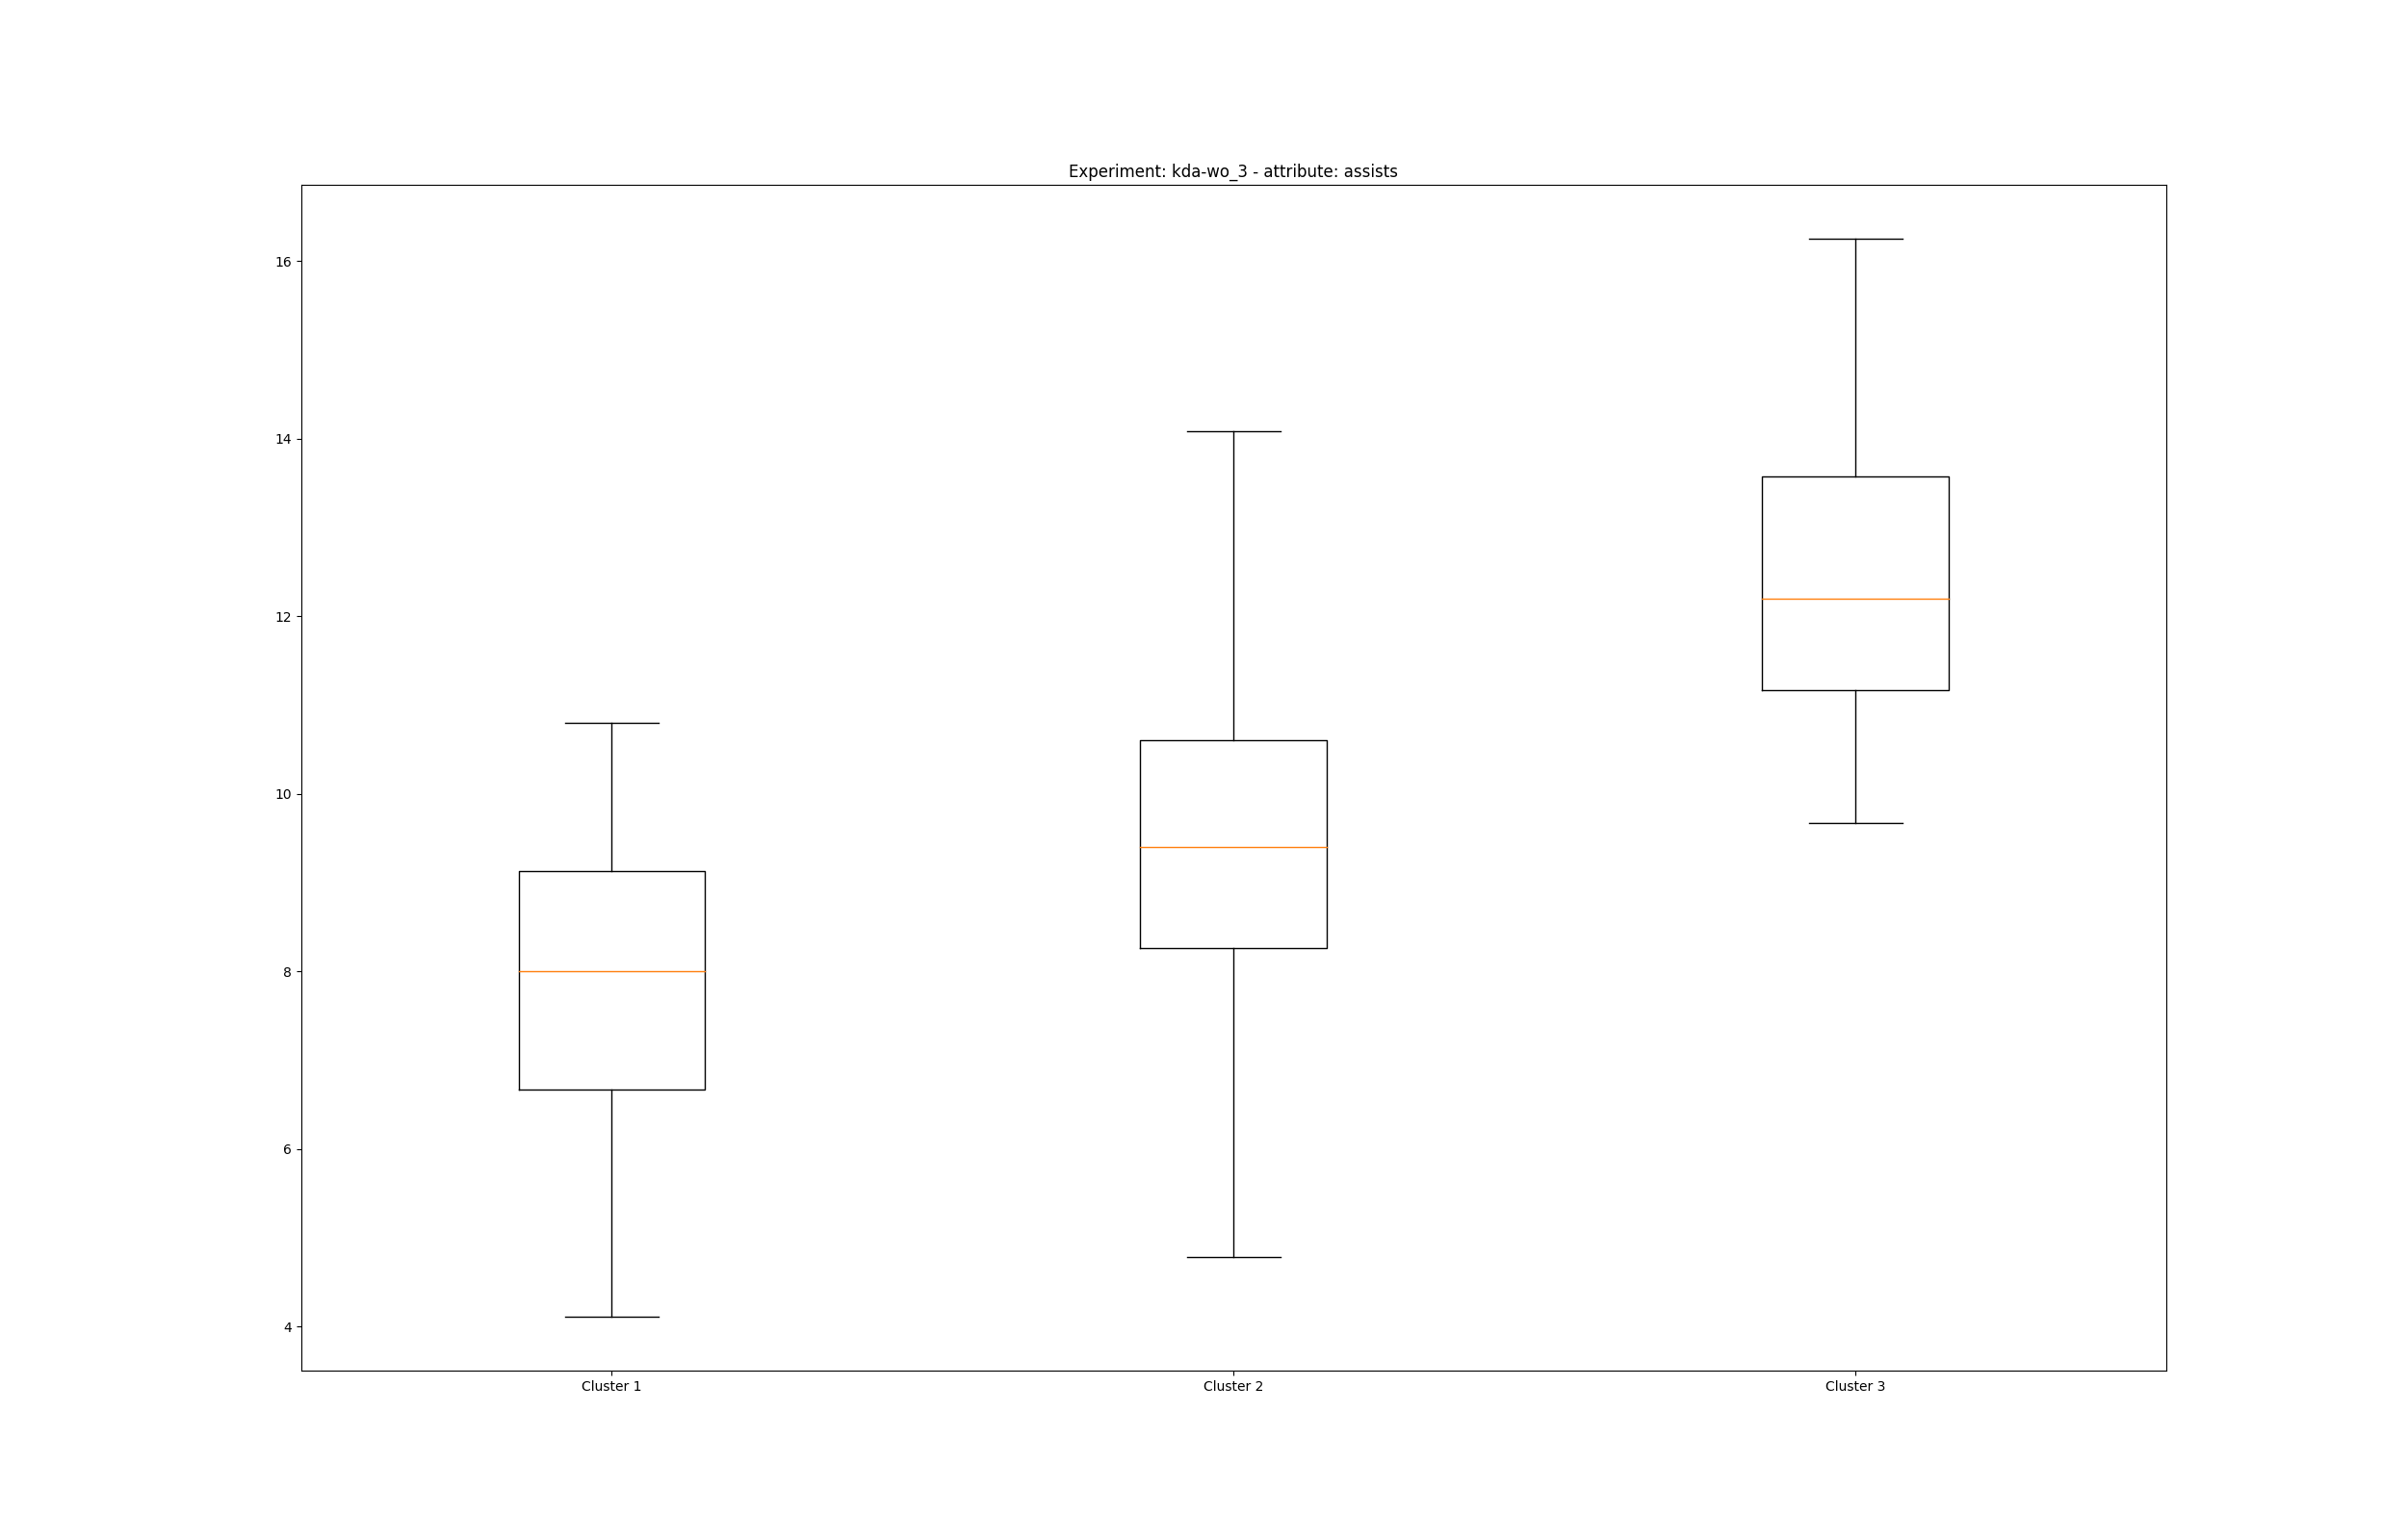 Experiment: kda-wo_3 - attribute: assists
16
14
12
10
8
6
4
Cluster 1
Cluster 2
Cluster 3